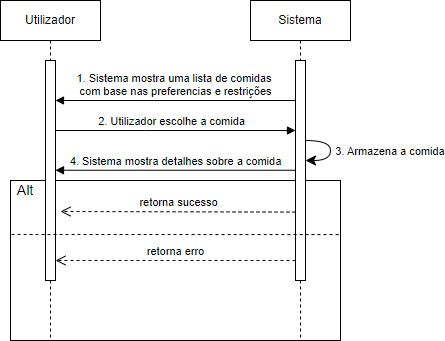 Utilizador
Sistema
1. Sistema mostra uma lista de comidas
com base nas preferencias e restrições
2. Utilizador escolhe a comida
3. Armazena a comida
4. Sistema mostra detalhes sobre a comida
Alt
retorna sucesso
retorna erro